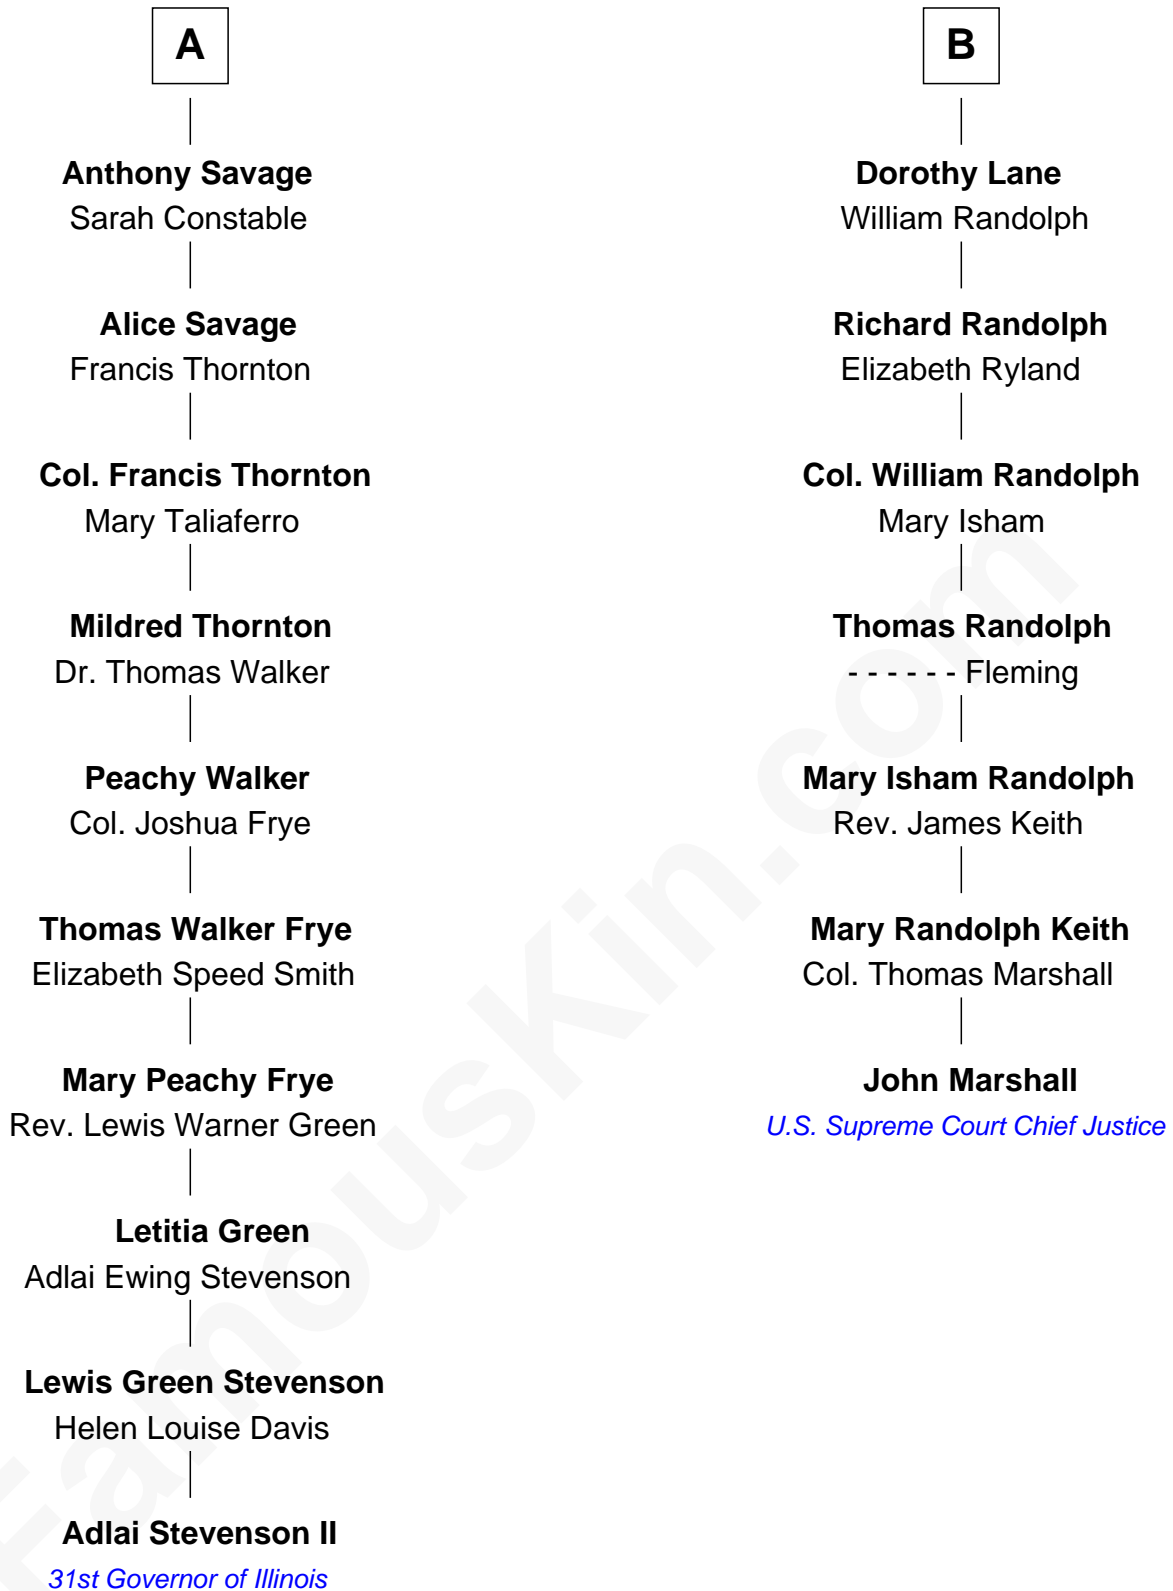 A
Anthony Savage
Sarah Constable
Alice Savage
Francis Thornton
Col. Francis Thornton
Mary Taliaferro
Mildred Thornton
Dr. Thomas Walker
Peachy Walker
Col. Joshua Frye
Thomas Walker Frye
Elizabeth Speed Smith
Mary Peachy Frye
Rev. Lewis Warner Green
Letitia Green
Adlai Ewing Stevenson
Lewis Green Stevenson
Helen Louise Davis
Adlai Stevenson II
31st Governor of Illinois
B
Dorothy Lane
William Randolph
Richard Randolph
Elizabeth Ryland
Col. William Randolph
Mary Isham
Thomas Randolph
- - - - - - Fleming
Mary Isham Randolph
Rev. James Keith
Mary Randolph Keith
Col. Thomas Marshall
John Marshall
U.S. Supreme Court Chief Justice
FamousKin.com